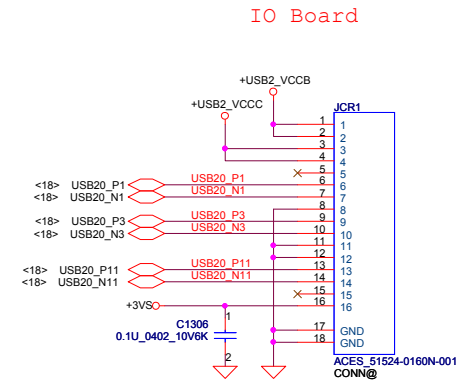 IO Board
+USB2_VCCB
+USB2_VCCC
JCR1
1 1
2 2
3 3
4 4
5 5
<18> USB20_P1 USB20_P1 6 6
<18> USB20_N1 USB20_N1 7 7
8 8
<18> USB20_P3 USB20_P3 9 9
<18> USB20_N3 USB20_N3 10 10
11 11
12 12
<18> USB20_P11 USB20_P11 13 13
<18> USB20_N11 USB20_N11 14 14
15 15
+3VS 16 16
1
C1306
0.1U_0402_10V6K
2
17 GND
18 GND
ACES_51524-0160N-001
CONN@